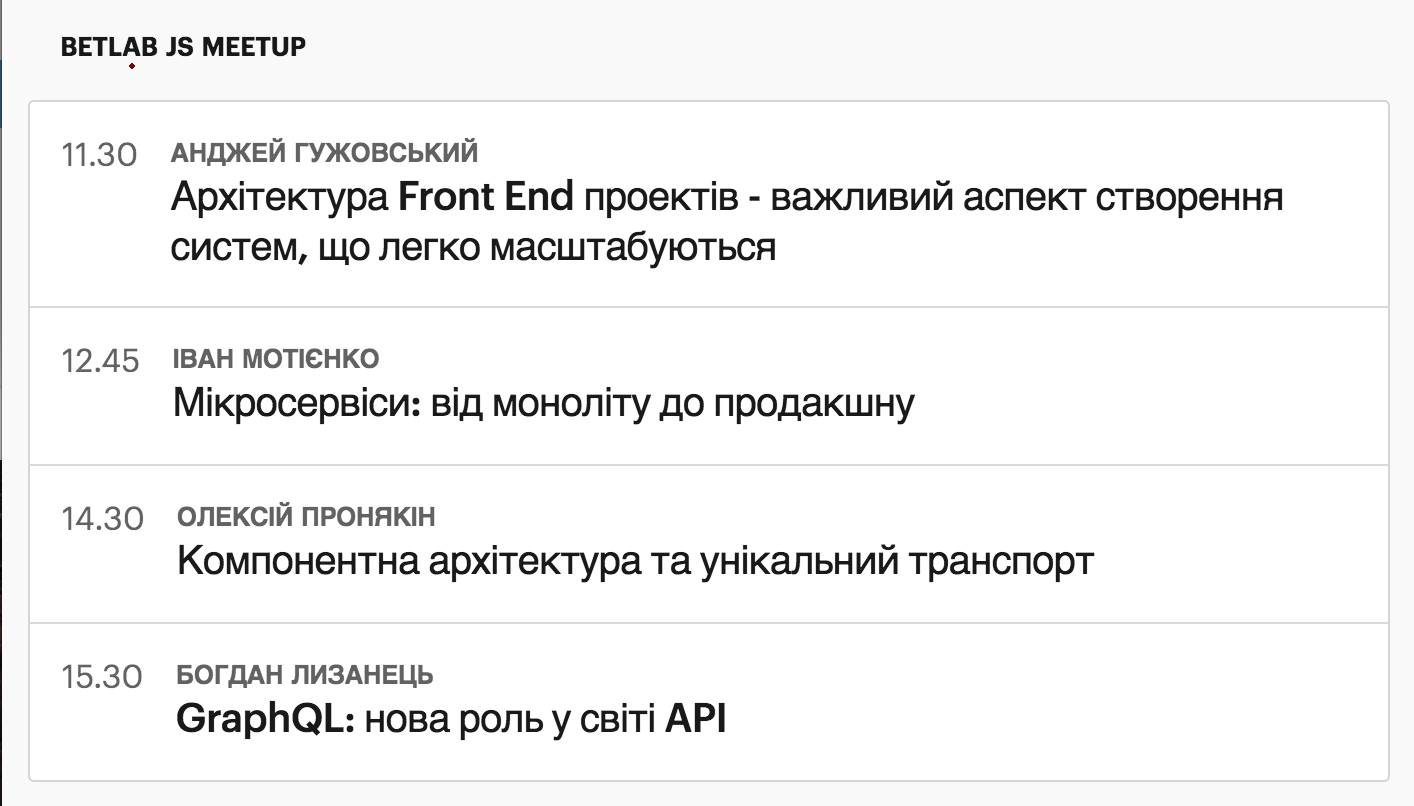 BETLAB JS MEETUP
11.30 АНДЖЕЙ ГУЖОВСЬКИЙ
Архітектура Front End проектів - важливий аспект створення
систем, що легко масштабуються
12.45 ІВАН МОТІЄНКО
Мікросервіси: від моноліту до продакшну
14.30 ОЛЕКСІЙ ПРОНЯКІН
Компонентна архітектура та унікальний транспорт
15.30 БОГДАН ЛИЗАНЕЦЬ
GraphQL: нова роль у світі API